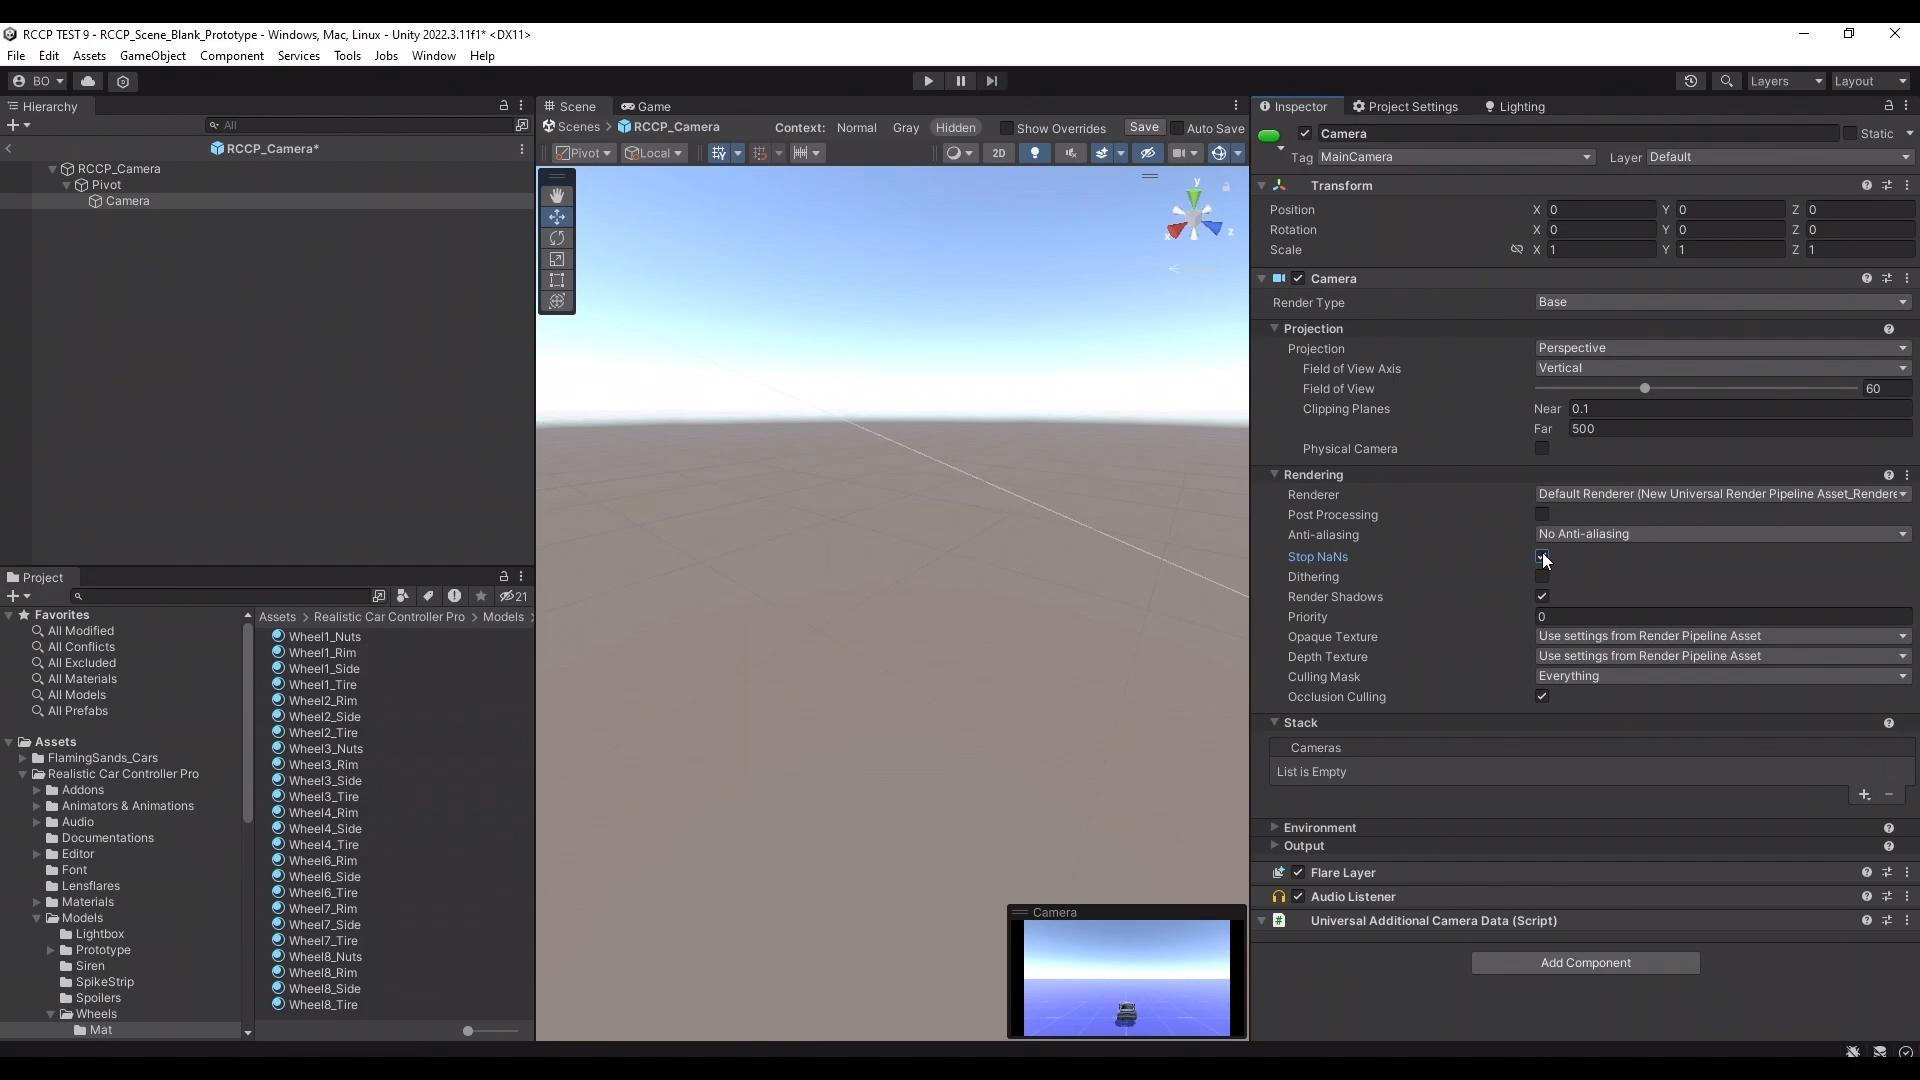 RCCP TEST 9 - RCCP_Scene_Blank_Prototype - Windows, Mac, Linux - Unity 2022.3.11f1* <DX11>
File Edit Assets GameObject Component Services Tools Jobs Window Help
BO
Layers
Layout
Hierarchy
All
RCCP_Camera*
RCCP_Camera
Pivot
Camera
Scene
Game
Scenes > RCCP_Camera
Context: Normal Gray Hidden
Show Overrides
Save
Auto Save
Pivot
Local
2D
y
x
z
Camera
Project
21
Favorites
All Modified
All Conflicts
All Excluded
All Materials
All Models
All Prefabs
Assets
FlamingSands_Cars
Realistic Car Controller Pro
Addons
Animators & Animations
Audio
Documentations
Editor
Font
Lensflares
Materials
Models
Lightbox
Prototype
Siren
SpikeStrip
Spoilers
Wheels
Mat
Assets > Realistic Car Controller Pro > Models >
Wheel1_Nuts
Wheel1_Rim
Wheel1_Side
Wheel1_Tire
Wheel2_Rim
Wheel2_Side
Wheel2_Tire
Wheel3_Nuts
Wheel3_Rim
Wheel3_Side
Wheel3_Tire
Wheel4_Rim
Wheel4_Side
Wheel4_Tire
Wheel6_Rim
Wheel6_Side
Wheel6_Tire
Wheel7_Rim
Wheel7_Side
Wheel7_Tire
Wheel8_Nuts
Wheel8_Rim
Wheel8_Side
Wheel8_Tire
Inspector
Project Settings
Lighting
Camera
Static
Tag MainCamera
Layer Default
Transform
Position X 0 Y 0 Z 0
Rotation X 0 Y 0 Z 0
Scale X 1 Y 1 Z 1
Camera
Render Type Base
Projection
Projection Perspective
Field of View Axis Vertical
Field of View 60
Clipping Planes Near 0.1
Far 500
Physical Camera
Rendering
Renderer Default Renderer (New Universal Render Pipeline Asset_Rendere
Post Processing
Anti-aliasing No Anti-aliasing
Stop NaNs
Dithering
Render Shadows
Priority 0
Opaque Texture Use settings from Render Pipeline Asset
Depth Texture Use settings from Render Pipeline Asset
Culling Mask Everything
Occlusion Culling
Stack
Cameras
List is Empty
Environment
Output
Flare Layer
Audio Listener
# Universal Additional Camera Data (Script)
Add Component